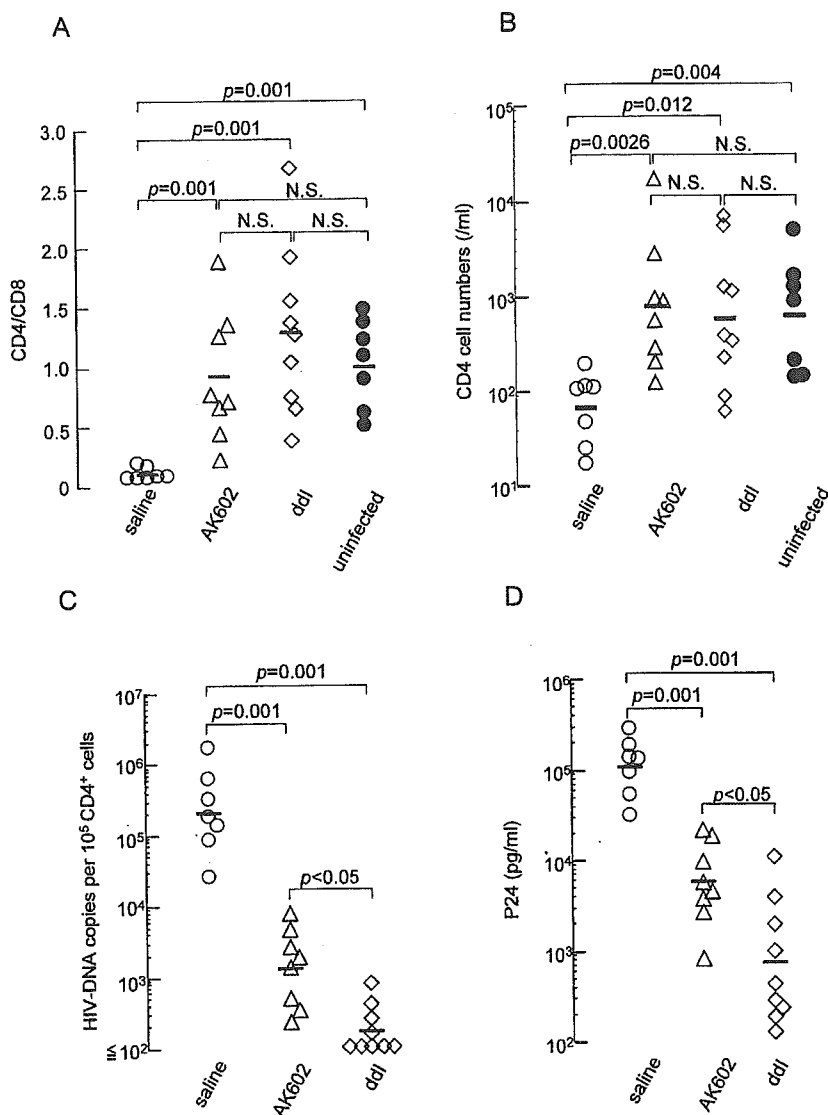 A
p=0.001
p=0.001
p=0.001
N.S.
N.S.
N.S.
CD4/CD8
3.0
2.0
1.5
1.0
0.5
0
saline
AK602
ddI
uninfected
B
p=0.004
p=0.012
p=0.0026
N.S.
N.S.
N.S.
CD4 cell numbers (/ml)
10⁵
10⁴
10³
10²
10¹
saline
AK602
ddI
uninfected
C
p=0.001
p=0.001
p<0.05
HIV-DNA copies per 10⁵ CD4⁺ cells
10⁷
10⁶
10⁵
10⁴
10³
≤10²
saline
AK602
ddI
D
p=0.001
p=0.001
p<0.05
P24 (pg/ml)
10⁶
10⁵
10⁴
10³
10²
saline
AK602
ddI